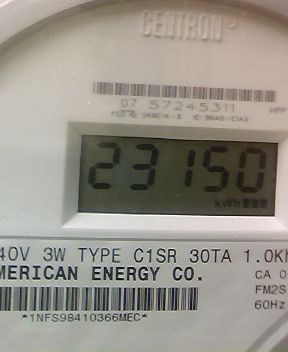 CENTRON®
07 57245311
23150
kWh
40V 3W TYPE C1SR 30TA 1.0K
MERICAN ENERGY CO.
CA 0
FM2S
60Hz
*1NFS98410366MEC*